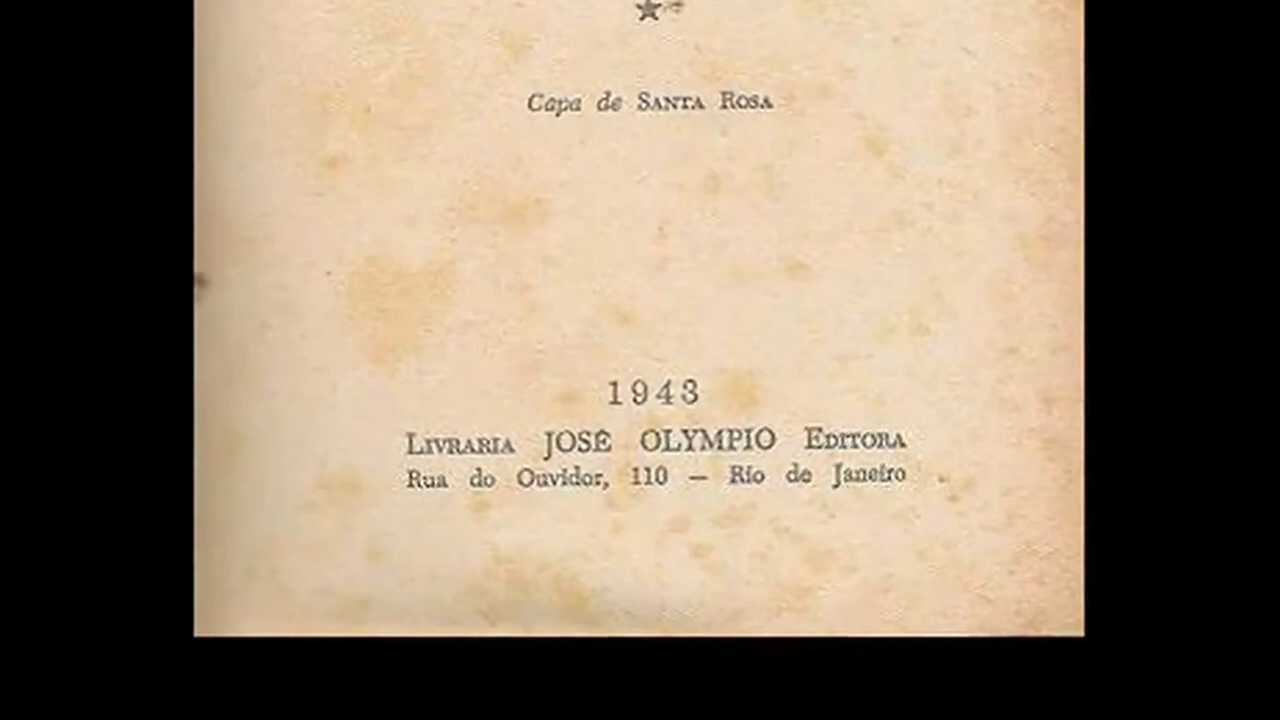 Capa de SANTA ROSA
1943
LIVRARIA JOSÉ OLYMPIO EDITORA
Rua do Ouvidor, 110 — Rio de Janeiro